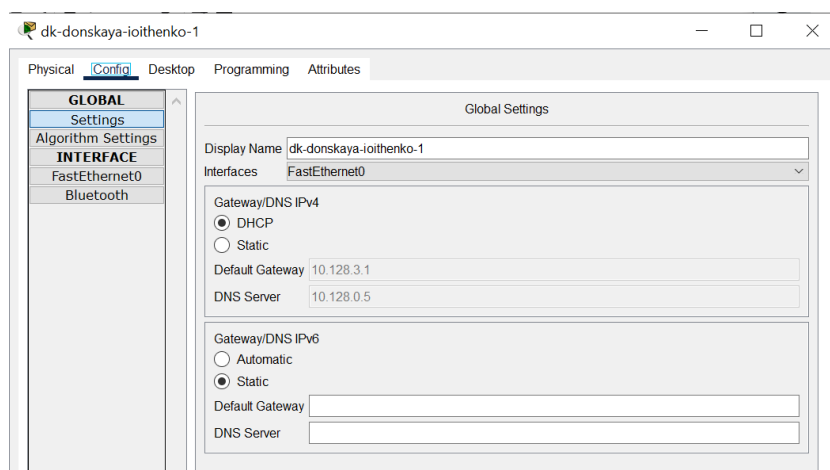 dk-donskaya-ioithenko-1
Physical Config Desktop Programming Attributes
GLOBAL
Settings
Algorithm Settings
INTERFACE
FastEthernet0
Bluetooth
Global Settings
Display Name dk-donskaya-ioithenko-1
Interfaces FastEthernet0
Gateway/DNS IPv4
DHCP
Static
Default Gateway 10.128.3.1
DNS Server 10.128.0.5
Gateway/DNS IPv6
Automatic
Static
Default Gateway
DNS Server